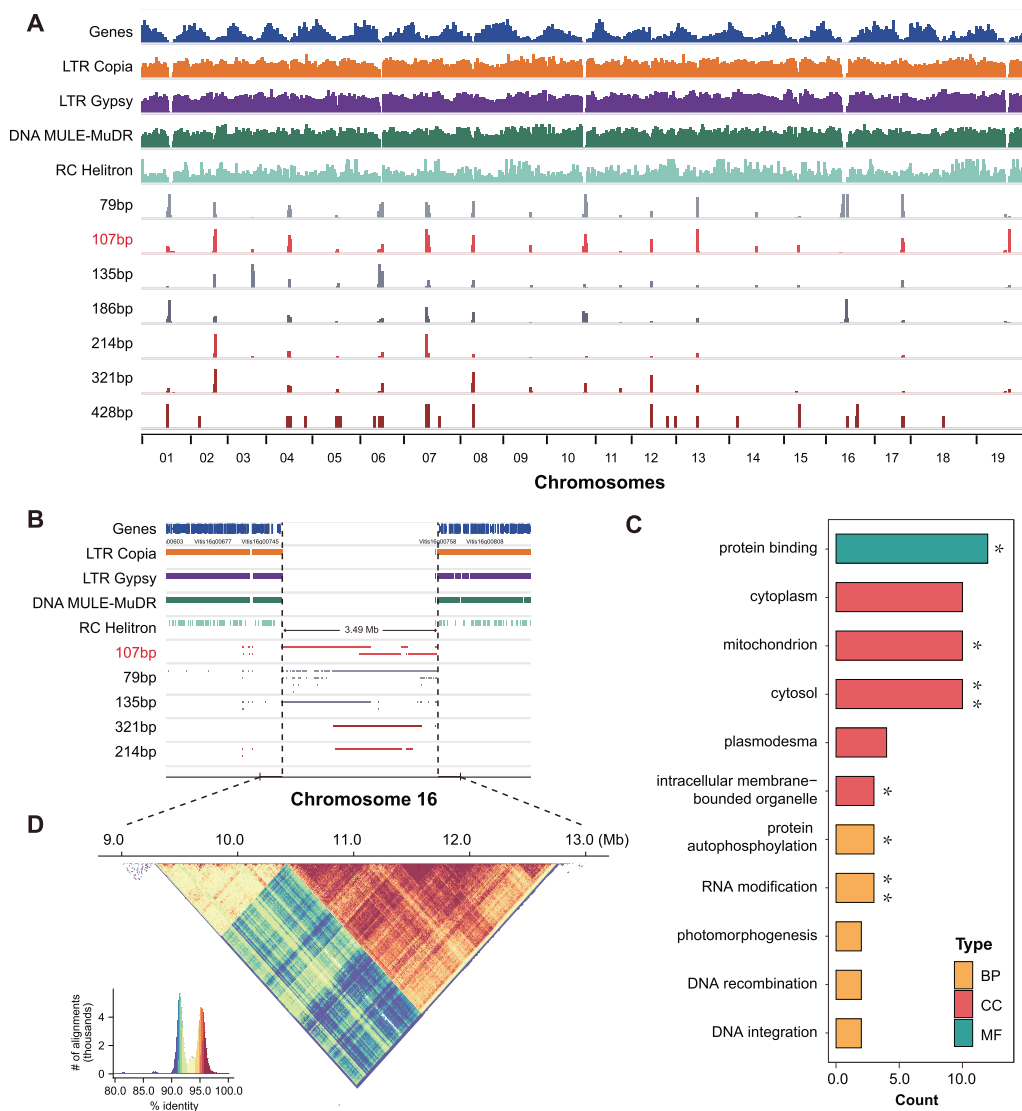 A
Genes
LTR Copia
LTR Gypsy
DNA MULE-MuDR
RC Helitron
79bp
107bp
135bp
186bp
214bp
321bp
428bp
01 02 03 04 05 06 07 08 09 10 11 12 13 14 15 16 17 18 19
Chromosomes
B
Genes
00603 Vitis16g00677 Vitis16g00745 Vitis16g00758 Vitis16g00808
LTR Copia
LTR Gypsy
DNA MULE-MuDR
RC Helitron
3.49 Mb
107bp
79bp
135bp
321bp
214bp
Chromosome 16
C
protein binding *
cytoplasm
mitochondrion *
cytosol * *
plasmodesma
intracellular membrane−
bounded organelle *
protein
autophosphoylation *
RNA modification * *
photomorphogenesis
DNA recombination
DNA integration
Type
BP
CC
MF
0.0 5.0 10.0
Count
D
9.0 10.0 11.0 12.0 13.0 (Mb)
# of alignments
(thousands)
4
2
0
80.0 85.0 90.0 95.0 100.0
% identity